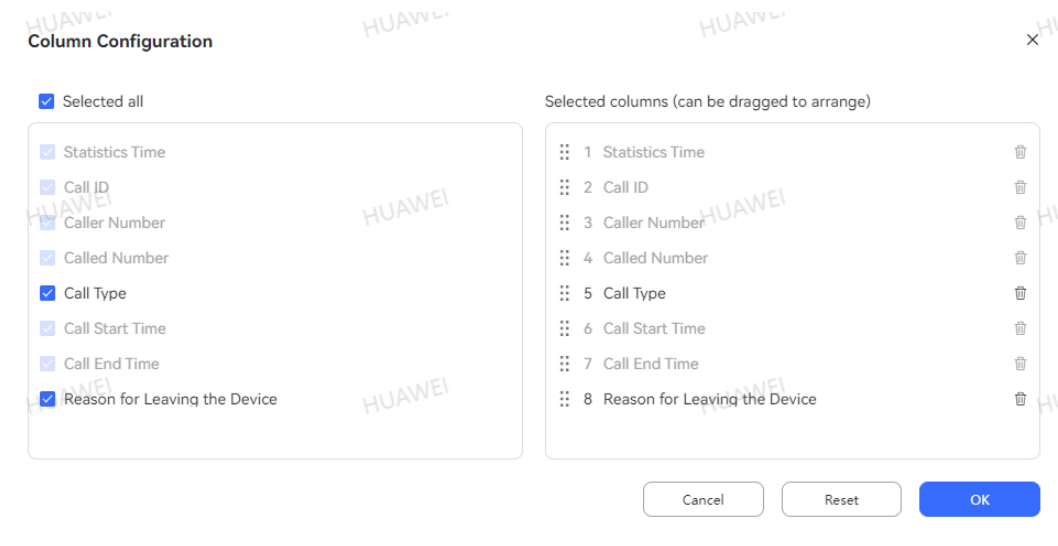 HUAWEI
HUAWEI
HUAWEI
Column Configuration
Selected all
Selected columns (can be dragged to arrange)
Statistics Time
Call ID
Caller Number
Called Number
Call Type
Call Start Time
Call End Time
Reason for Leaving the Device
1 Statistics Time
2 Call ID
3 Caller Number
4 Called Number
5 Call Type
6 Call Start Time
7 Call End Time
8 Reason for Leaving the Device
HUAWEI
HUAWEI
HUAWEI
HUAWEI
HUAWEI
HUAWEI
Cancel
Reset
OK